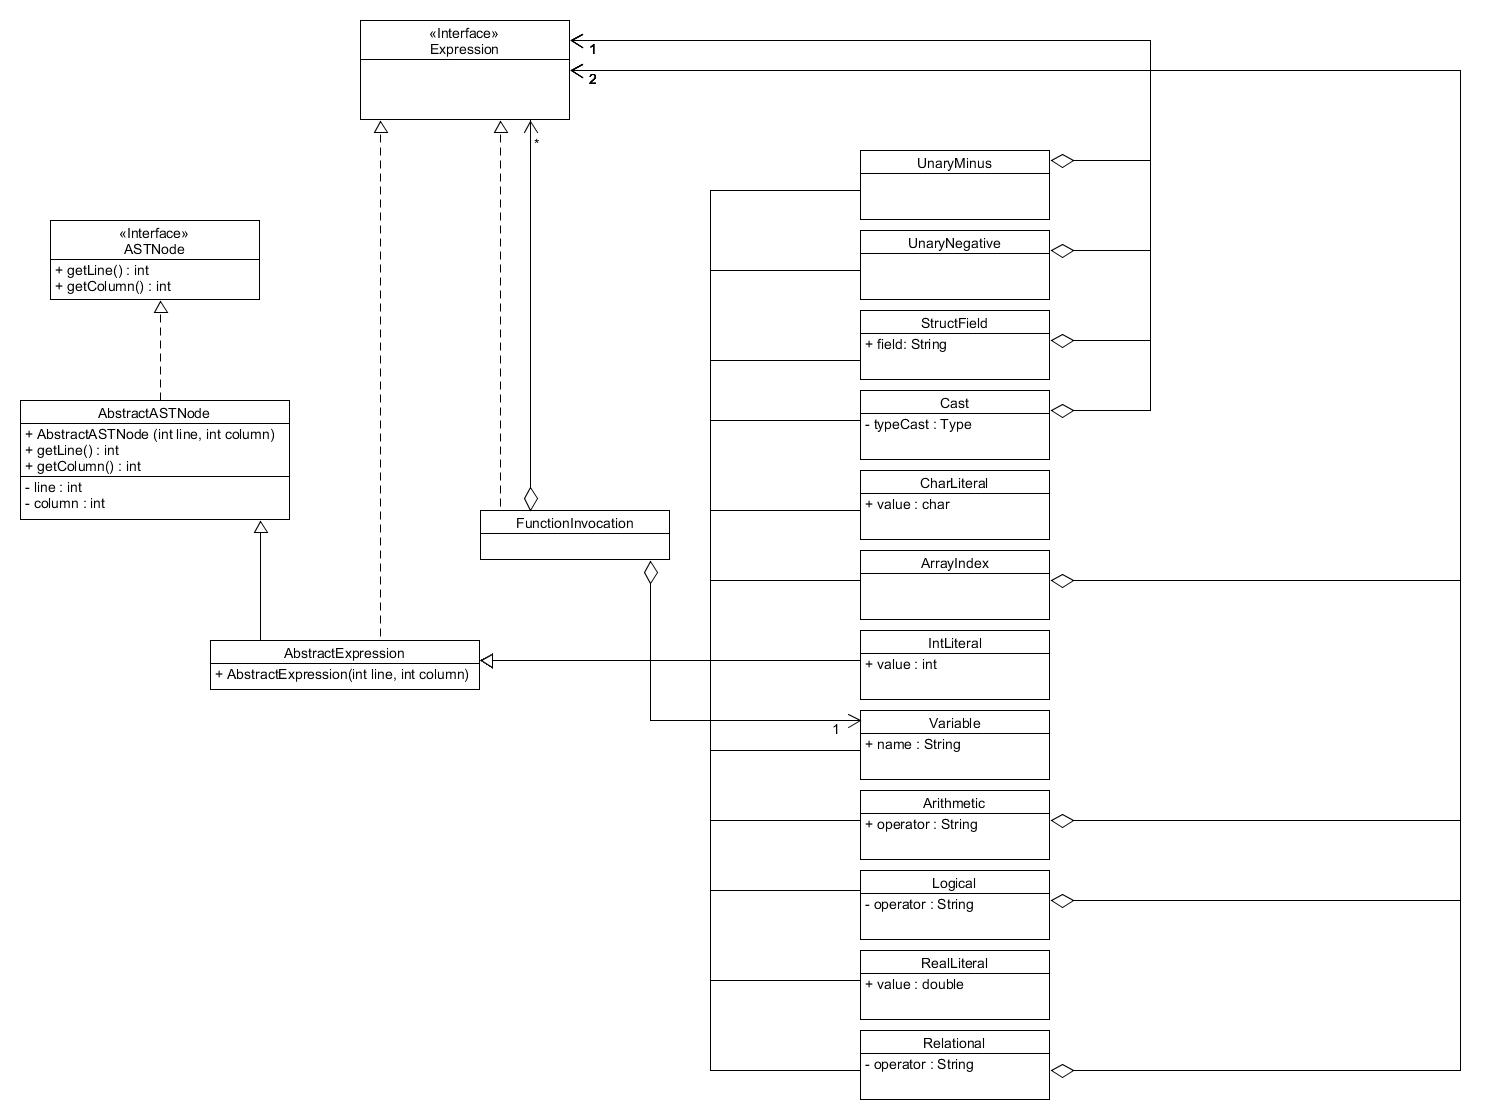 «Interface»
Expression
1
2
*
«Interface»
ASTNode
+ getLine() : int
+ getColumn() : int
AbstractASTNode
+ AbstractASTNode (int line, int column)
+ getLine() : int
+ getColumn() : int
- line : int
- column : int
FunctionInvocation
AbstractExpression
+ AbstractExpression(int line, int column)
1
UnaryMinus
UnaryNegative
StructField
+ field: String
Cast
- typeCast : Type
CharLiteral
+ value : char
ArrayIndex
IntLiteral
+ value : int
Variable
+ name : String
Arithmetic
+ operator : String
Logical
- operator : String
RealLiteral
+ value : double
Relational
- operator : String